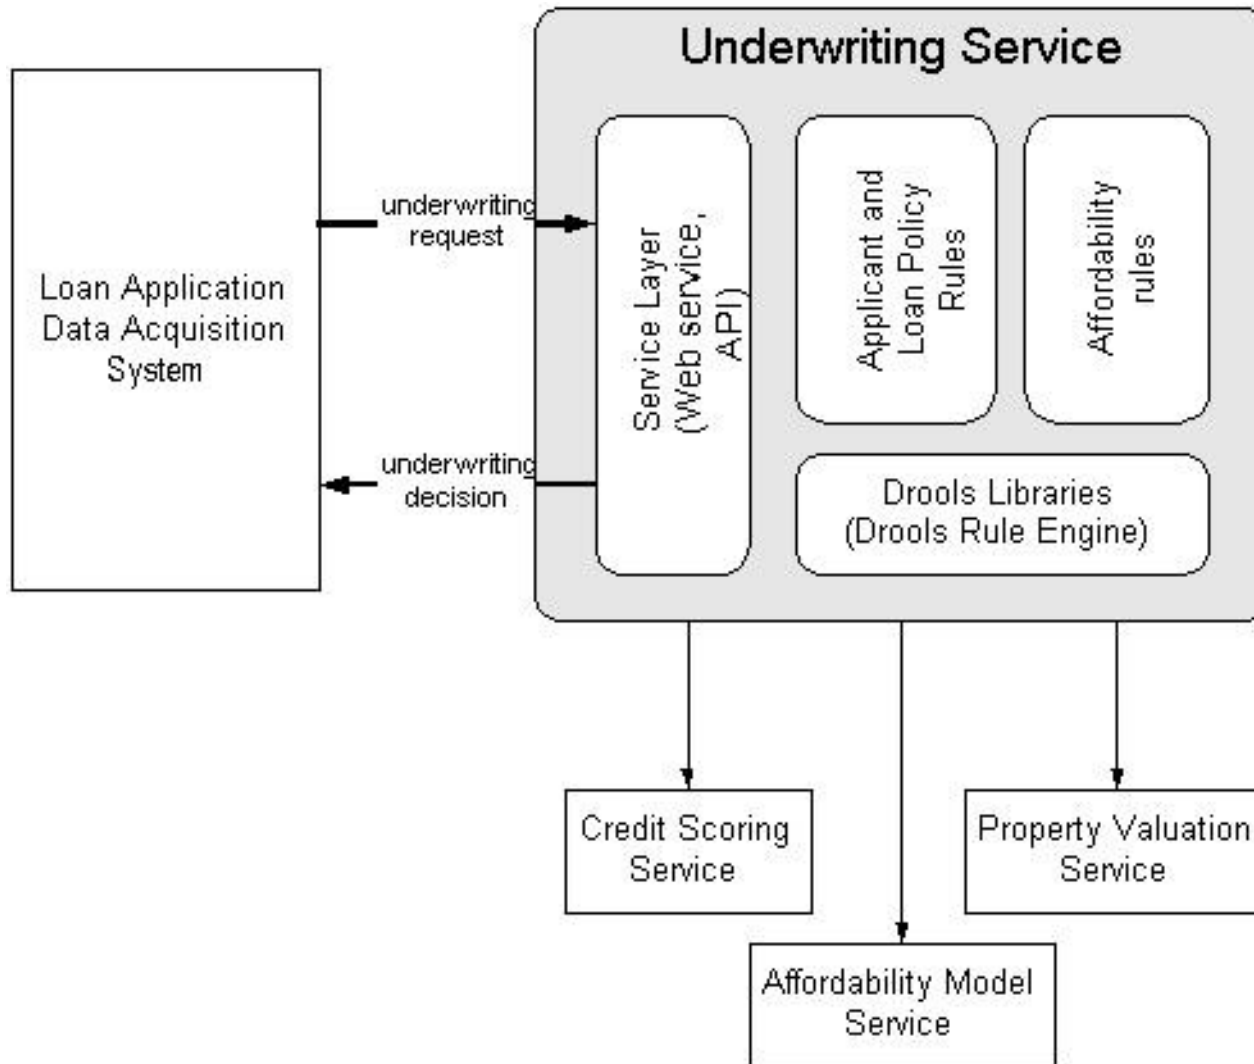 Underwriting Service
Loan Application
Data Acquisition
System
underwriting
request
underwriting
decision
Service Layer
(Web service,
API)
Applicant and
Loan Policy
Rules
Affordability
rules
Drools Libraries
(Drools Rule Engine)
Credit Scoring
Service
Property Valuation
Service
Affordability Model
Service